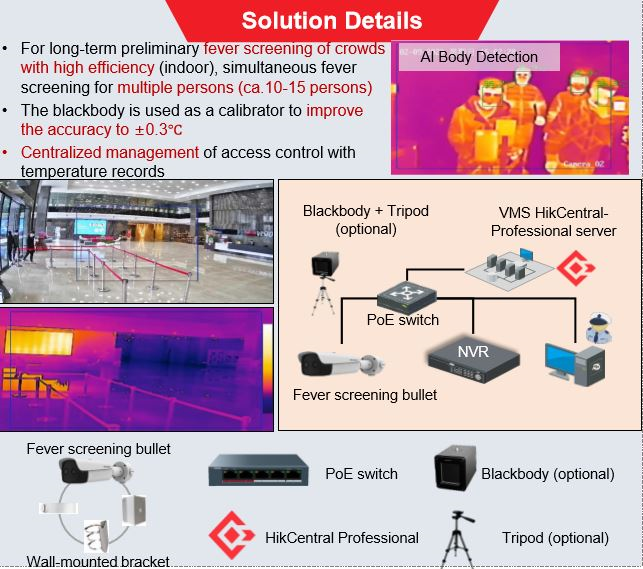 Solution Details
• For long-term preliminary fever screening of crowds
with high efficiency (indoor), simultaneous fever
screening for multiple persons (ca.10-15 persons)
• The blackbody is used as a calibrator to improve
the accuracy to ±0.3℃
• Centralized management of access control with
temperature records
AI Body Detection
Camera 02
Blackbody + Tripod
(optional)
VMS HikCentral-
Professional server
PoE switch
NVR
Fever screening bullet
Fever screening bullet
PoE switch
Blackbody (optional)
HikCentral Professional
Tripod (optional)
Wall-mounted bracket